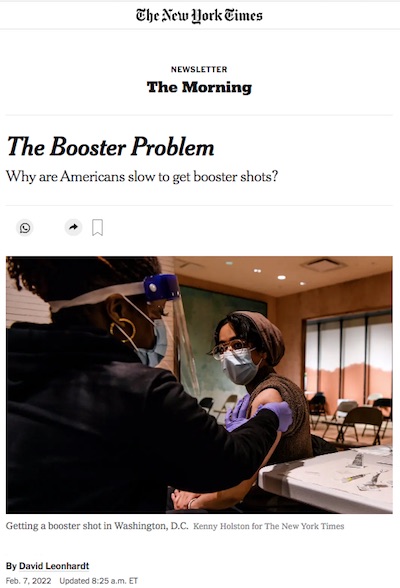 The New York Times
NEWSLETTER
The Morning
The Booster Problem
Why are Americans slow to get booster shots?
Getting a booster shot in Washington, D.C. Kenny Holston for The New York Times
By David Leonhardt
Feb. 7, 2022 Updated 8:25 a.m. ET